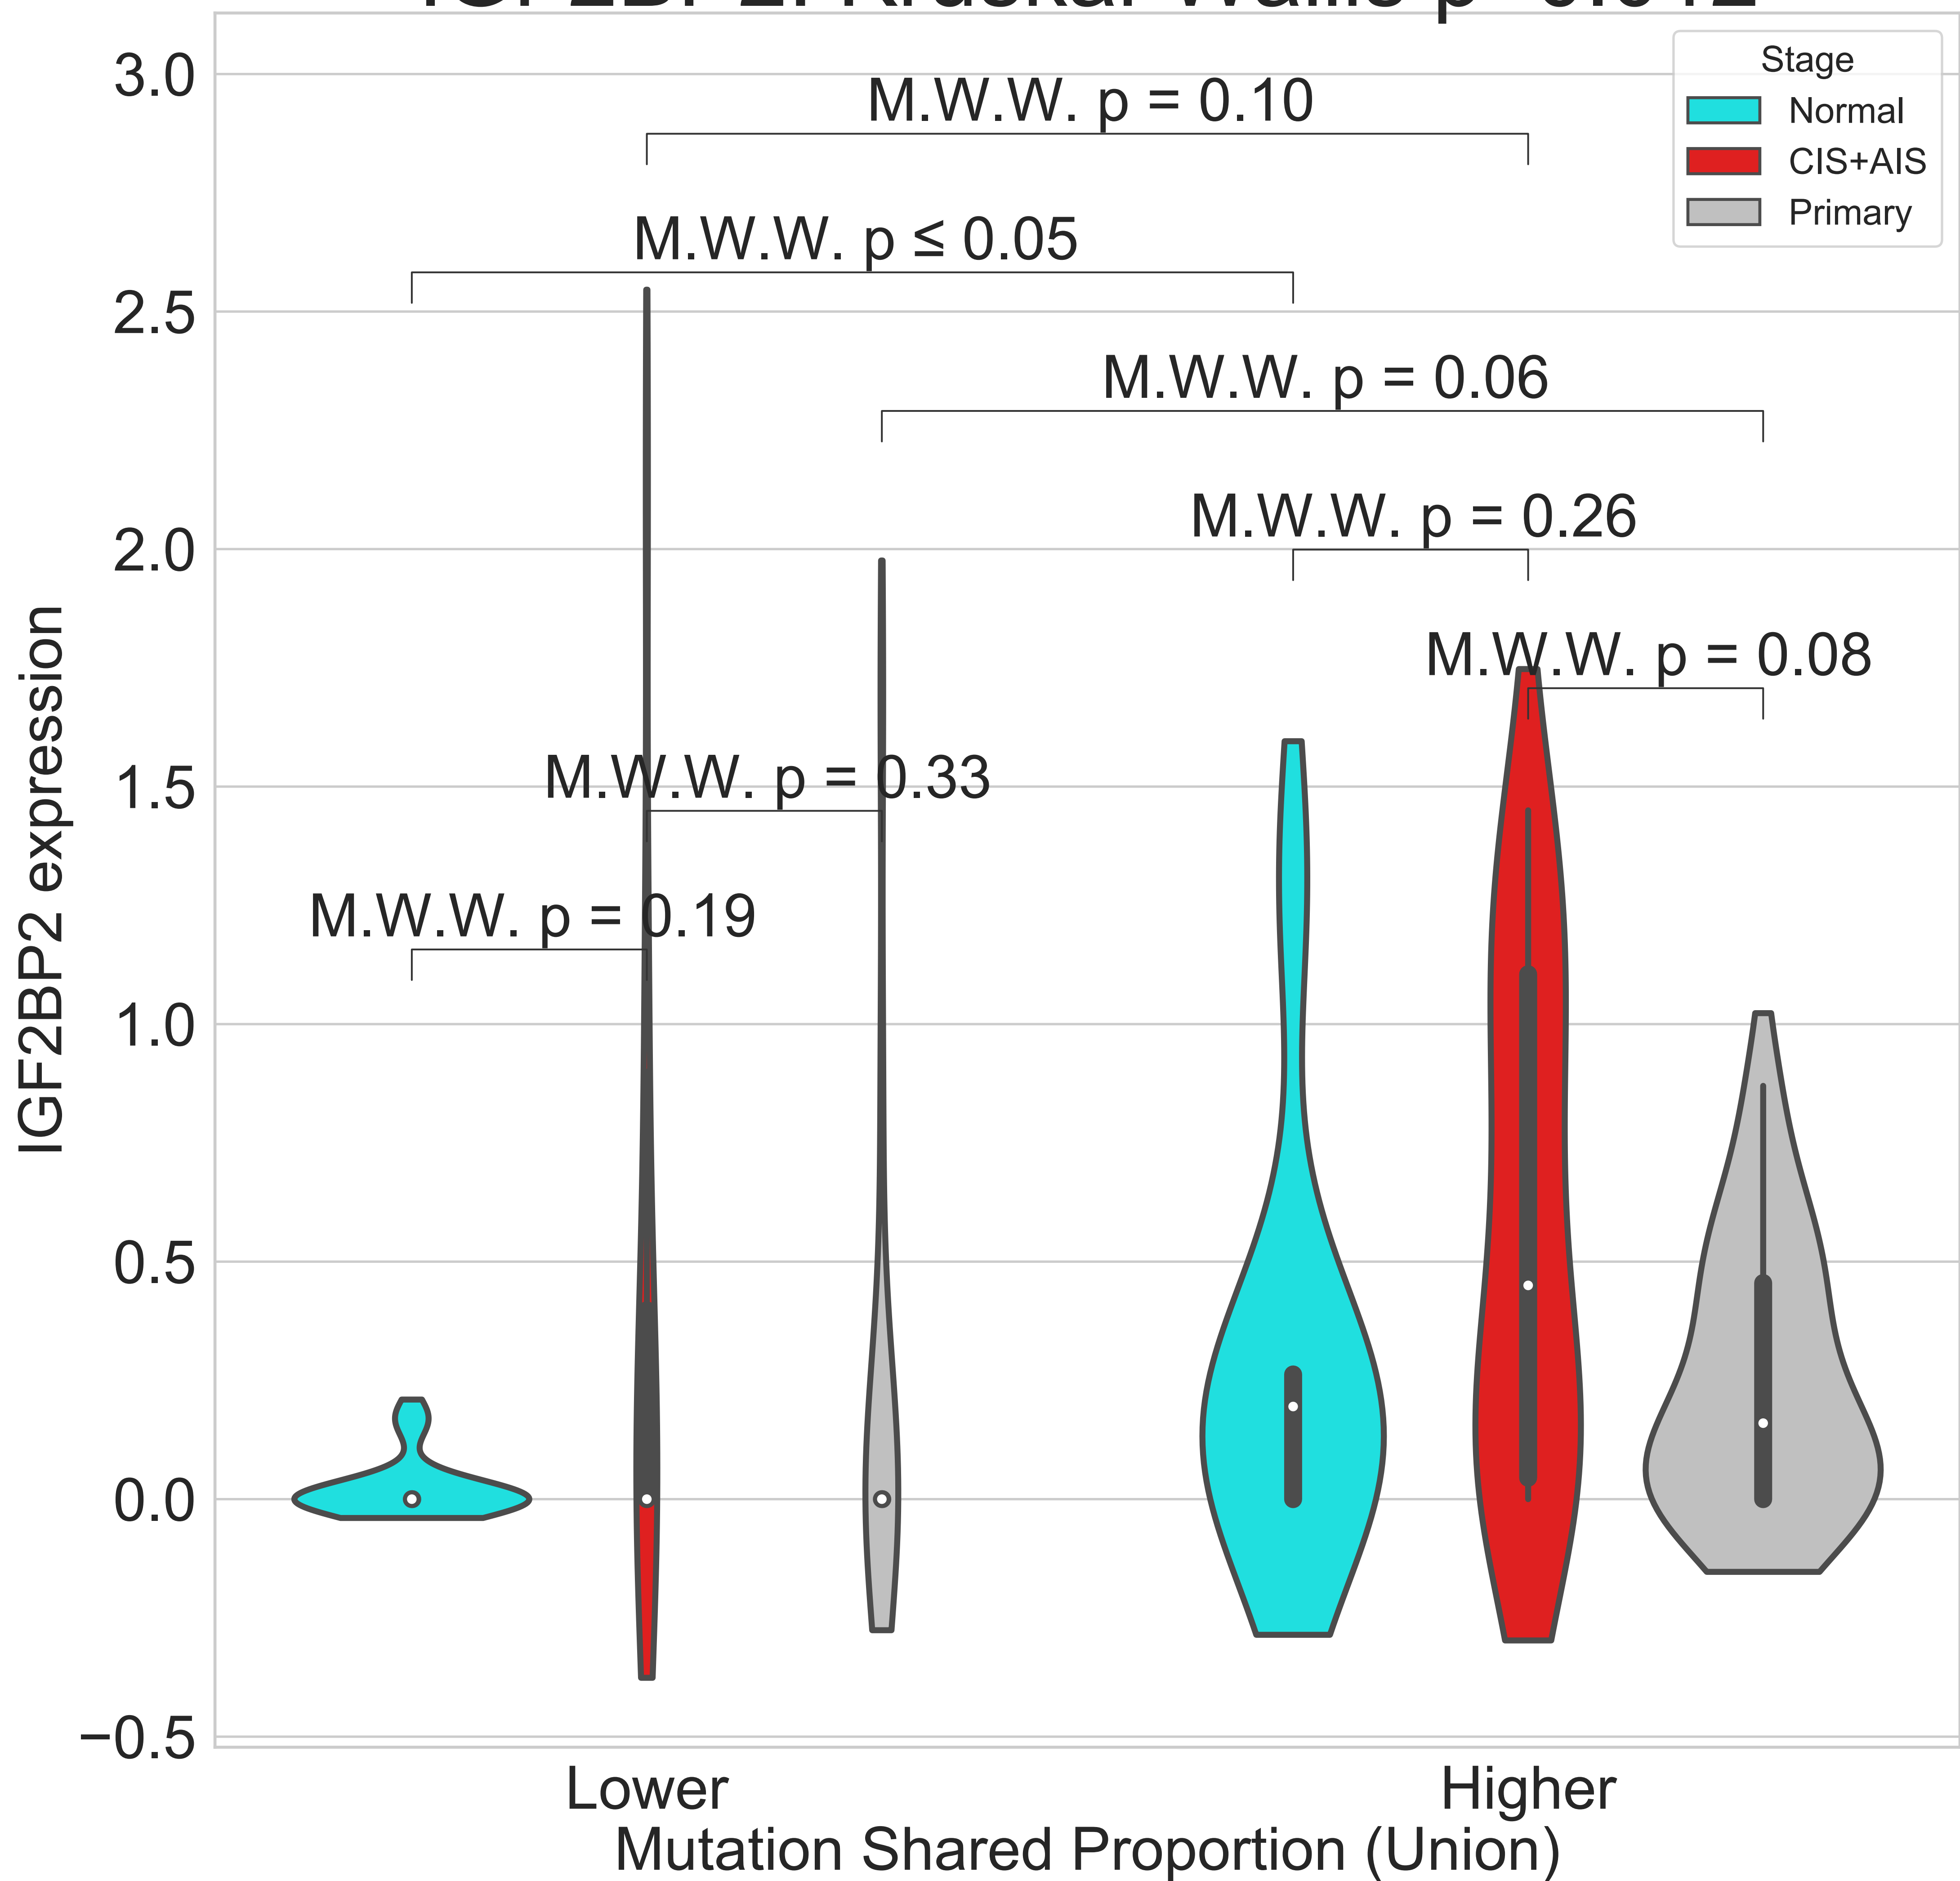 3.0
2.5
2.0
1.5
1.0
0.5
0.0
−0.5
IGF2BP2 expression
M.W.W. p = 0.10
M.W.W. p ≤ 0.05
M.W.W. p = 0.06
M.W.W. p = 0.26
M.W.W. p = 0.08
M.W.W. p = 0.33
M.W.W. p = 0.19
Stage
Normal
CIS+AIS
Primary
Lower
Higher
Mutation Shared Proportion (Union)